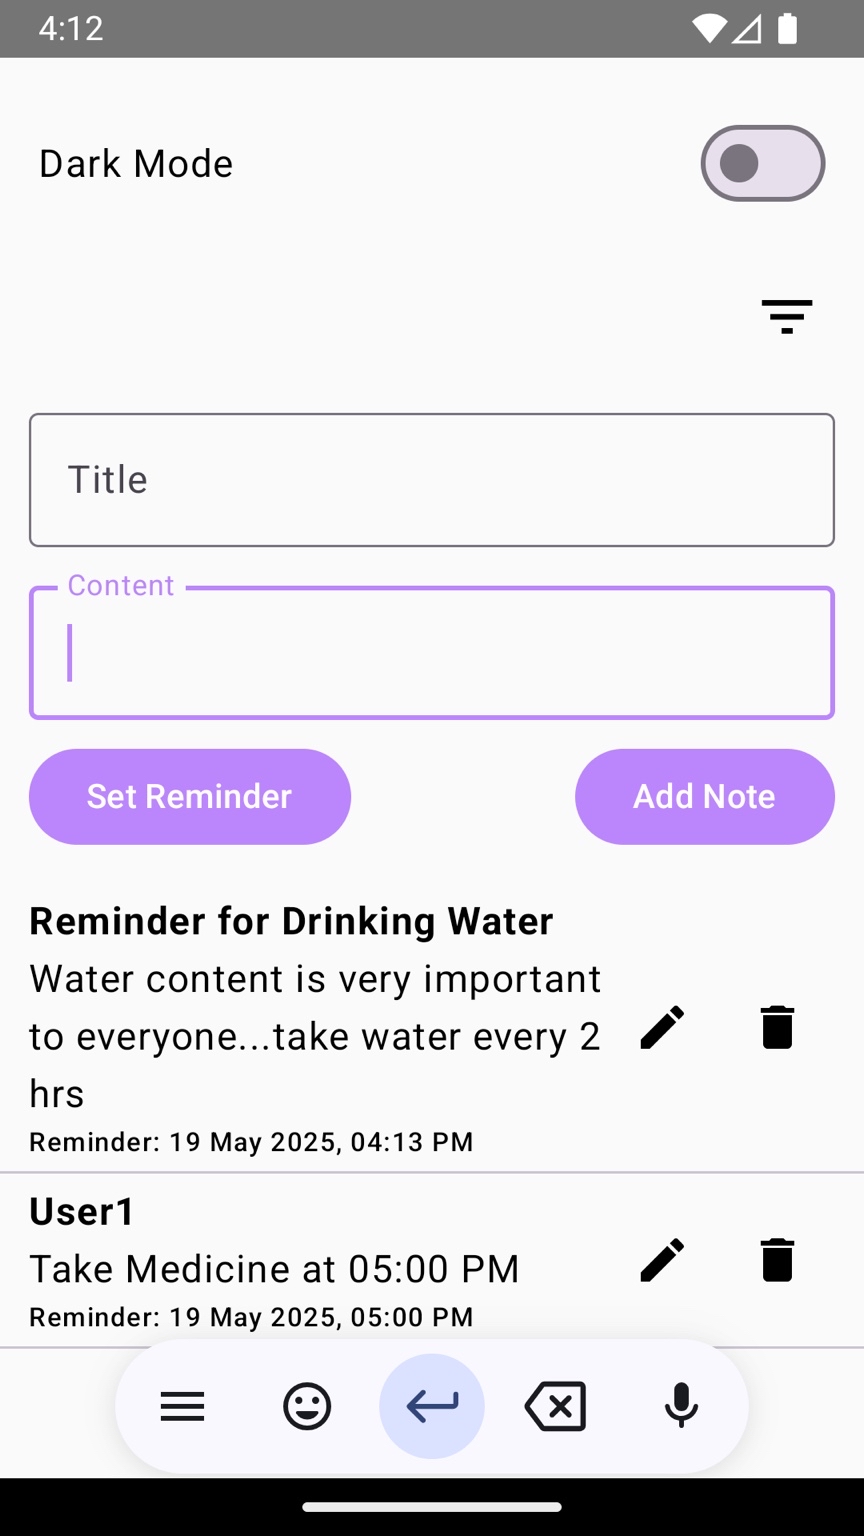 4:12
Dark Mode
Title
Content
Set Reminder
Add Note
Reminder for Drinking Water
Water content is very important
to everyone...take water every 2
hrs
Reminder: 19 May 2025, 04:13 PM
User1
Take Medicine at 05:00 PM
Reminder: 19 May 2025, 05:00 PM